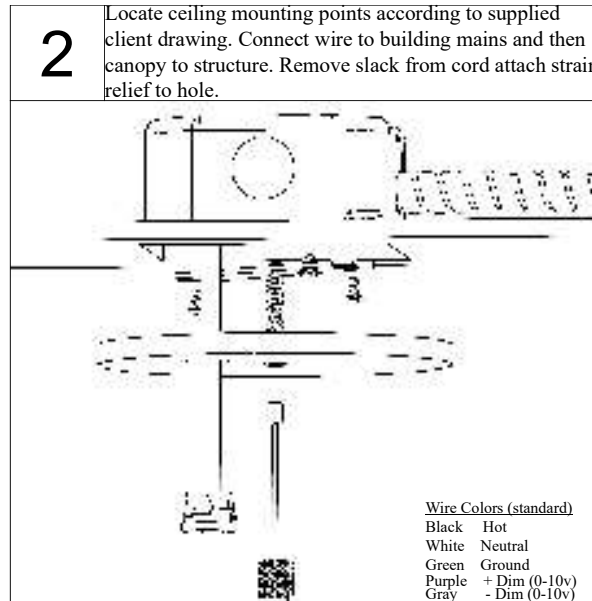 2
Locate ceiling mounting points according to supplied
client drawing. Connect wire to building mains and then
canopy to structure. Remove slack from cord attach strain
relief to hole.
Wire Colors (standard)
Black Hot
White Neutral
Green Ground
Purple + Dim (0-10v)
Gray - Dim (0-10v)